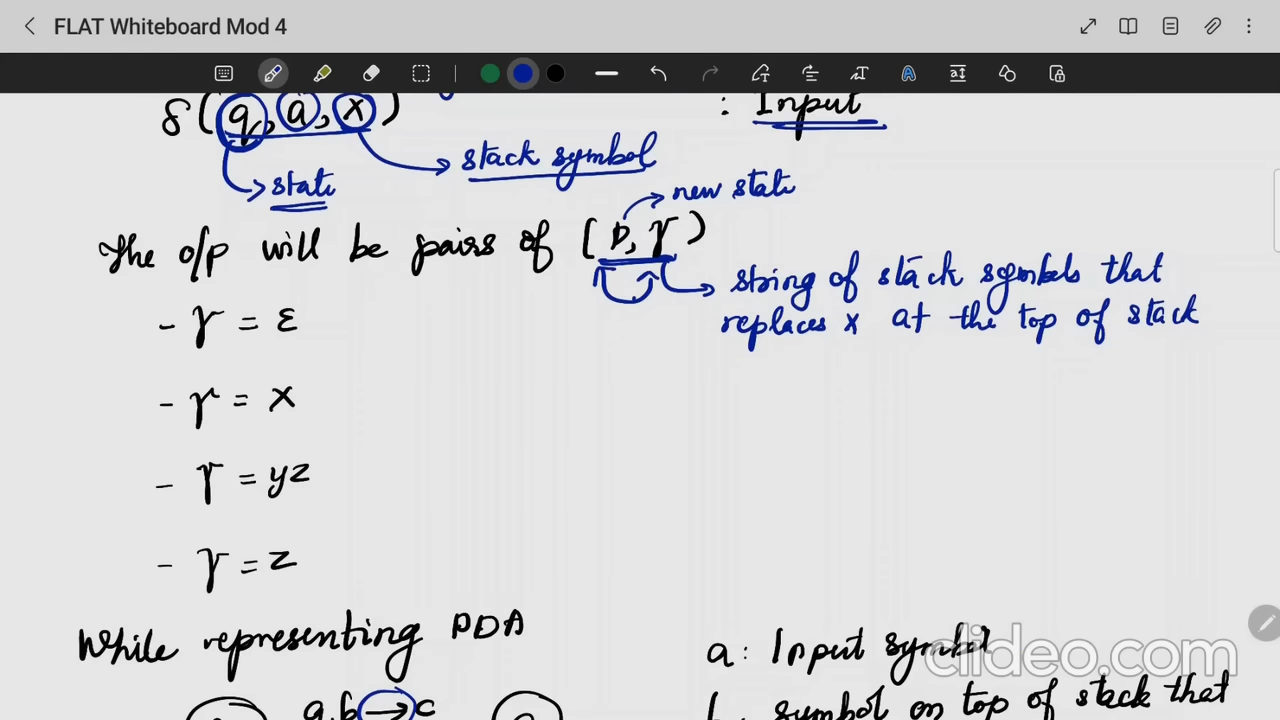 FLAT Whiteboard Mod 4
δ(q, a, x)
: Input
stack symbol
state
new state
The o/p will be pairs of (p, γ)
string of stack symbols that
replaces x at the top of stack
- γ = ε
- γ = x
- γ = yz
- γ = z
While representing PDA
a: Input symbol
clideo.com
a,b → c
symbol on top of stack that